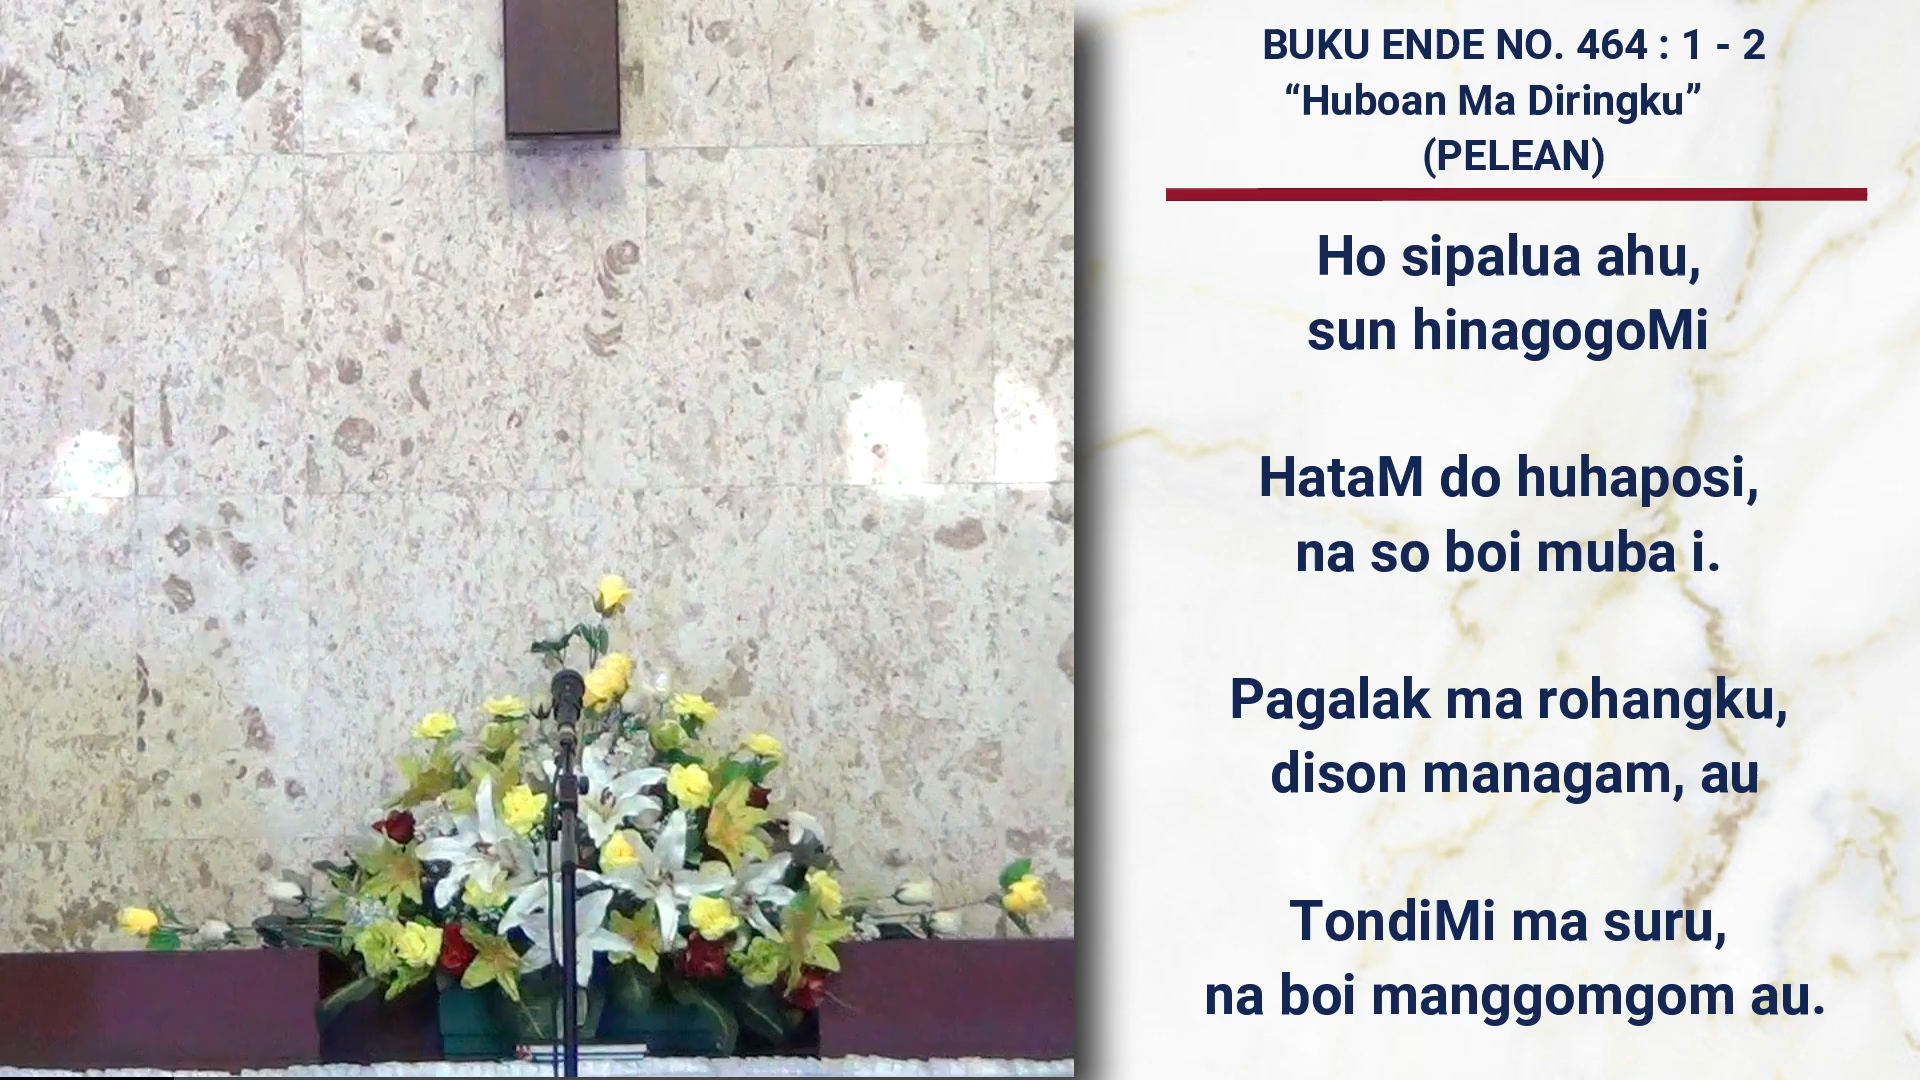 BUKU ENDE NO. 464 : 1 - 2
“Huboan Ma Diringku”
(PELEAN)
Ho sipalua ahu,
sun hinagogoMi
HataM do huhaposi,
na so boi muba i.
Pagalak ma rohangku,
dison managam, au
TondiMi ma suru,
na boi manggomgom au.